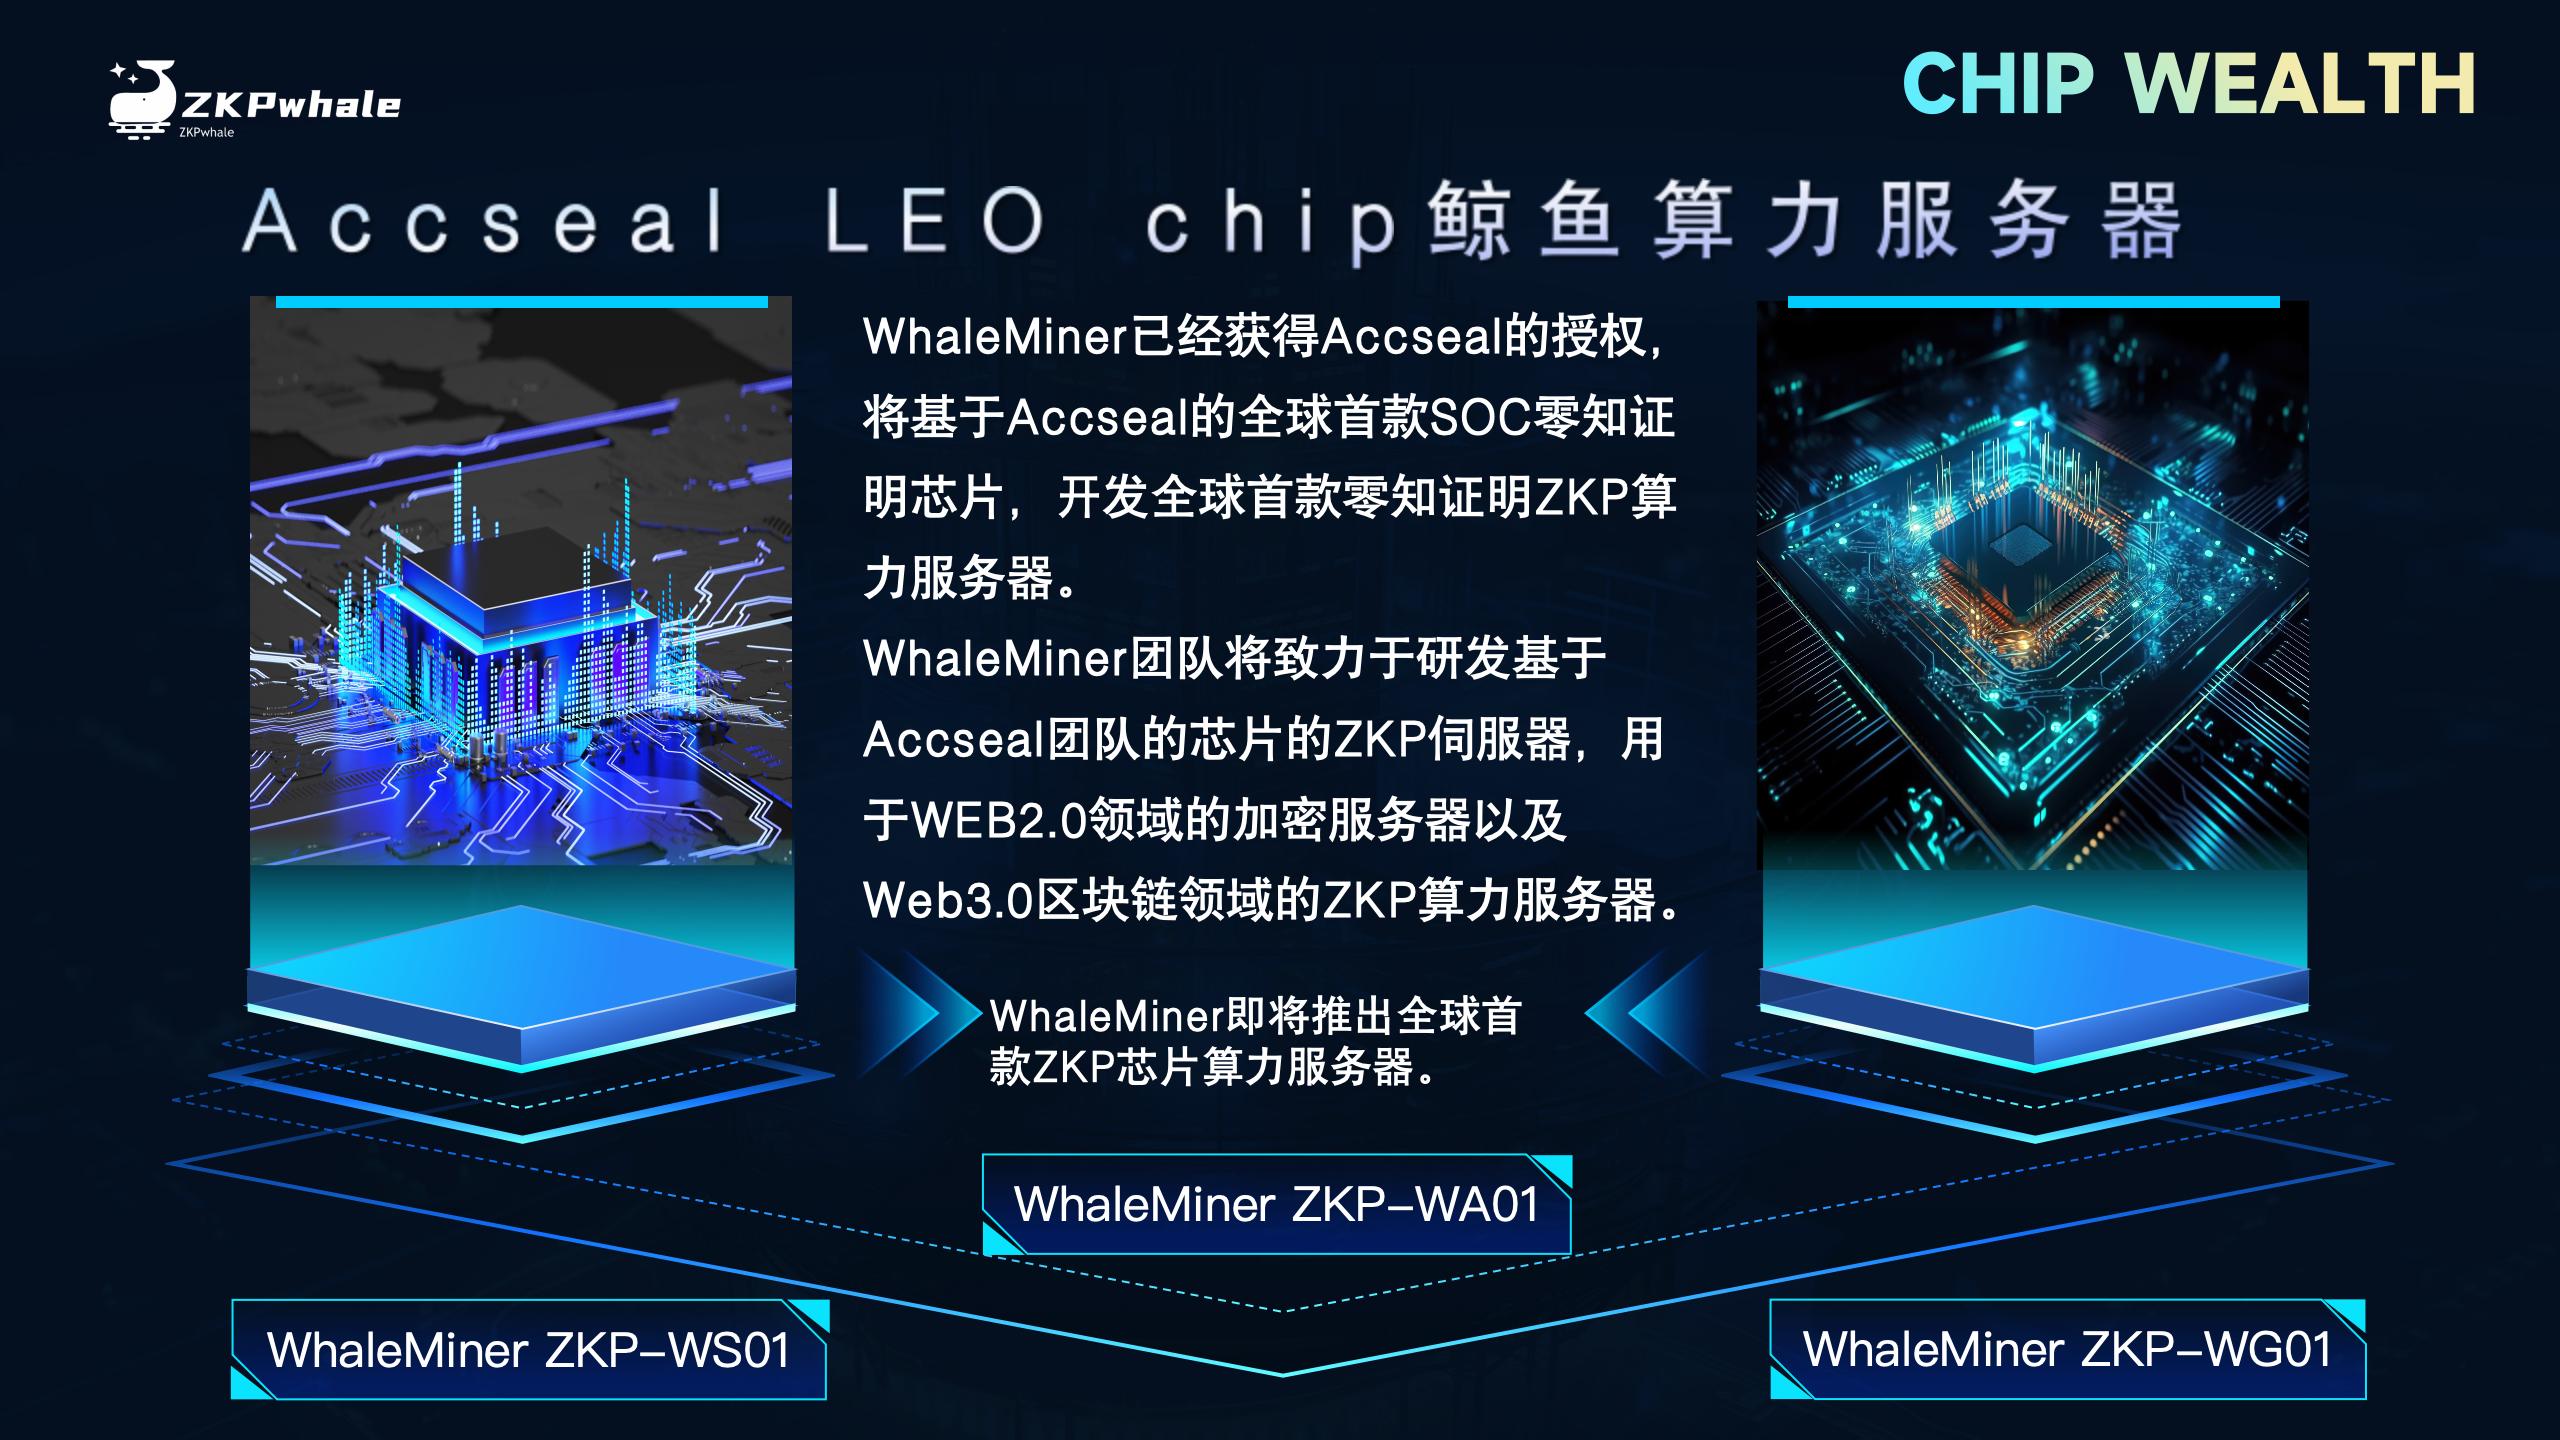 ZKPwhale
ZKPwhale
CHIP WEALTH
Accseal LEO chip鲸鱼算力服务器
WhaleMiner已经获得Accseal的授权，
将基于Accseal的全球首款SOC零知证
明芯片，开发全球首款零知证明ZKP算
力服务器。
WhaleMiner团队将致力于研发基于
Accseal团队的芯片的ZKP伺服器，用
于WEB2.0领域的加密服务器以及
Web3.0区块链领域的ZKP算力服务器。
WhaleMiner即将推出全球首
款ZKP芯片算力服务器。
WhaleMiner ZKP–WA01
WhaleMiner ZKP–WS01
WhaleMiner ZKP–WG01